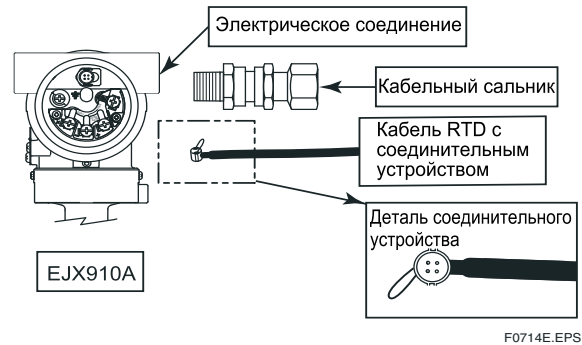 Электрическое соединение
Кабельный сальник
Кабель RTD с
соединительным
устройством
Деталь соединительного
устройства
EJX910A
F0714E.EPS